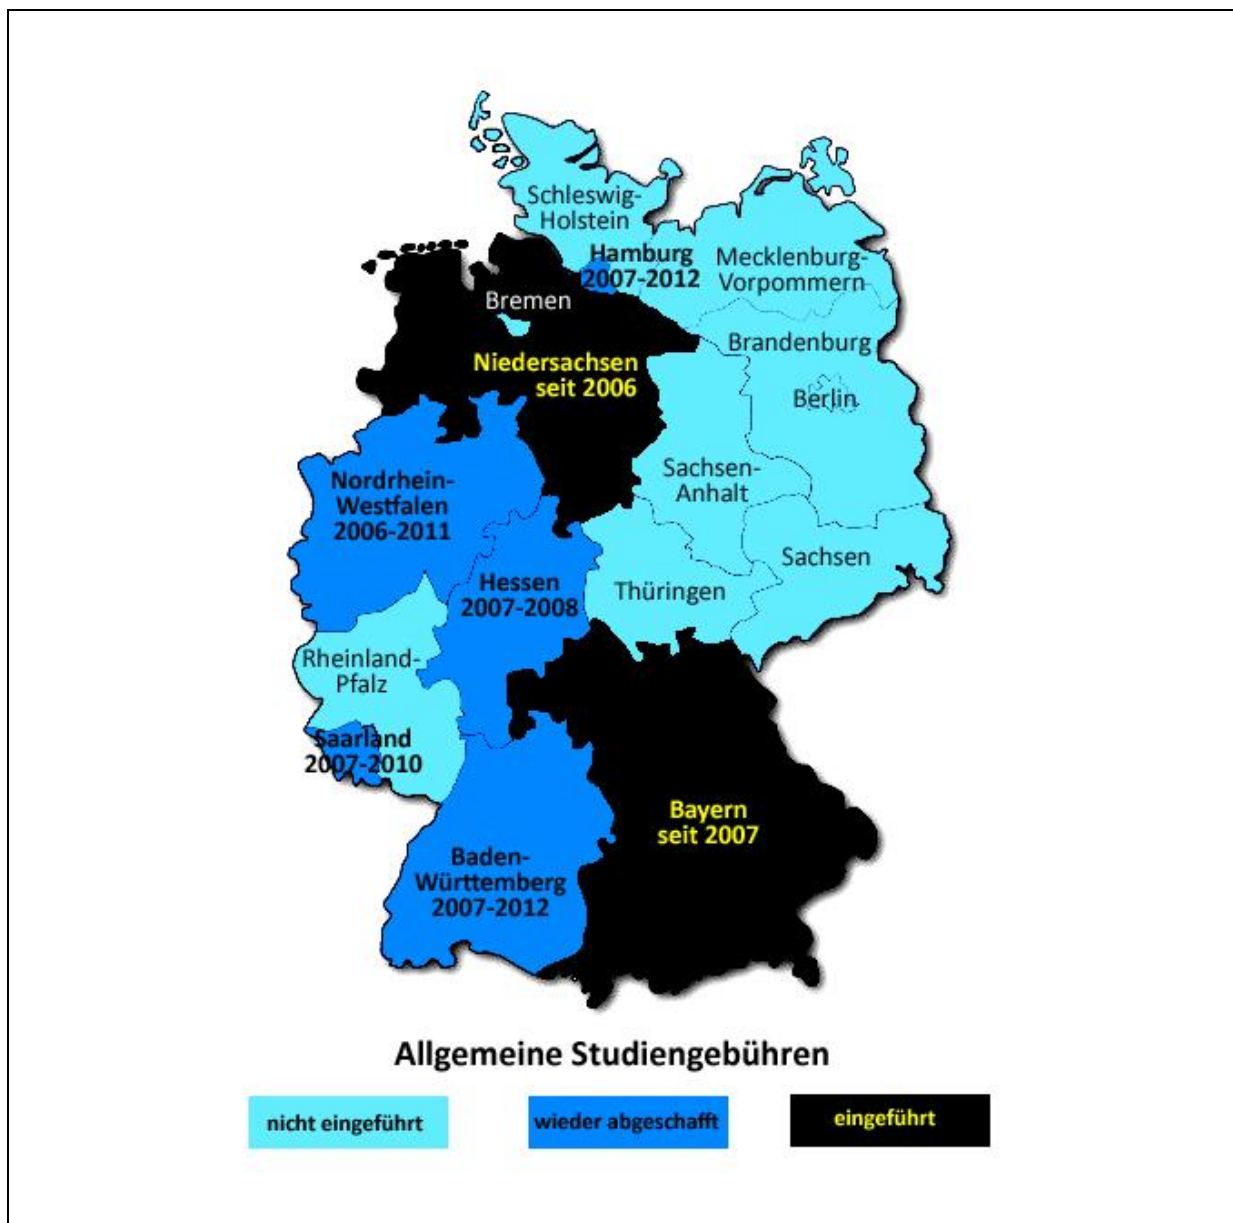 Schleswig-
Holstein
Hamburg
2007-2012
Mecklenburg-
Vorpommern
Bremen
Niedersachsen
seit 2006
Brandenburg
Berlin
Nordrhein-
Westfalen
2006-2011
Sachsen-
Anhalt
Sachsen
Hessen
2007-2008
Thüringen
Rheinland-
Pfalz
Saarland
2007-2010
Bayern
seit 2007
Baden-
Württemberg
2007-2012
Allgemeine Studiengebühren
nicht eingeführt
wieder abgeschafft
eingeführt